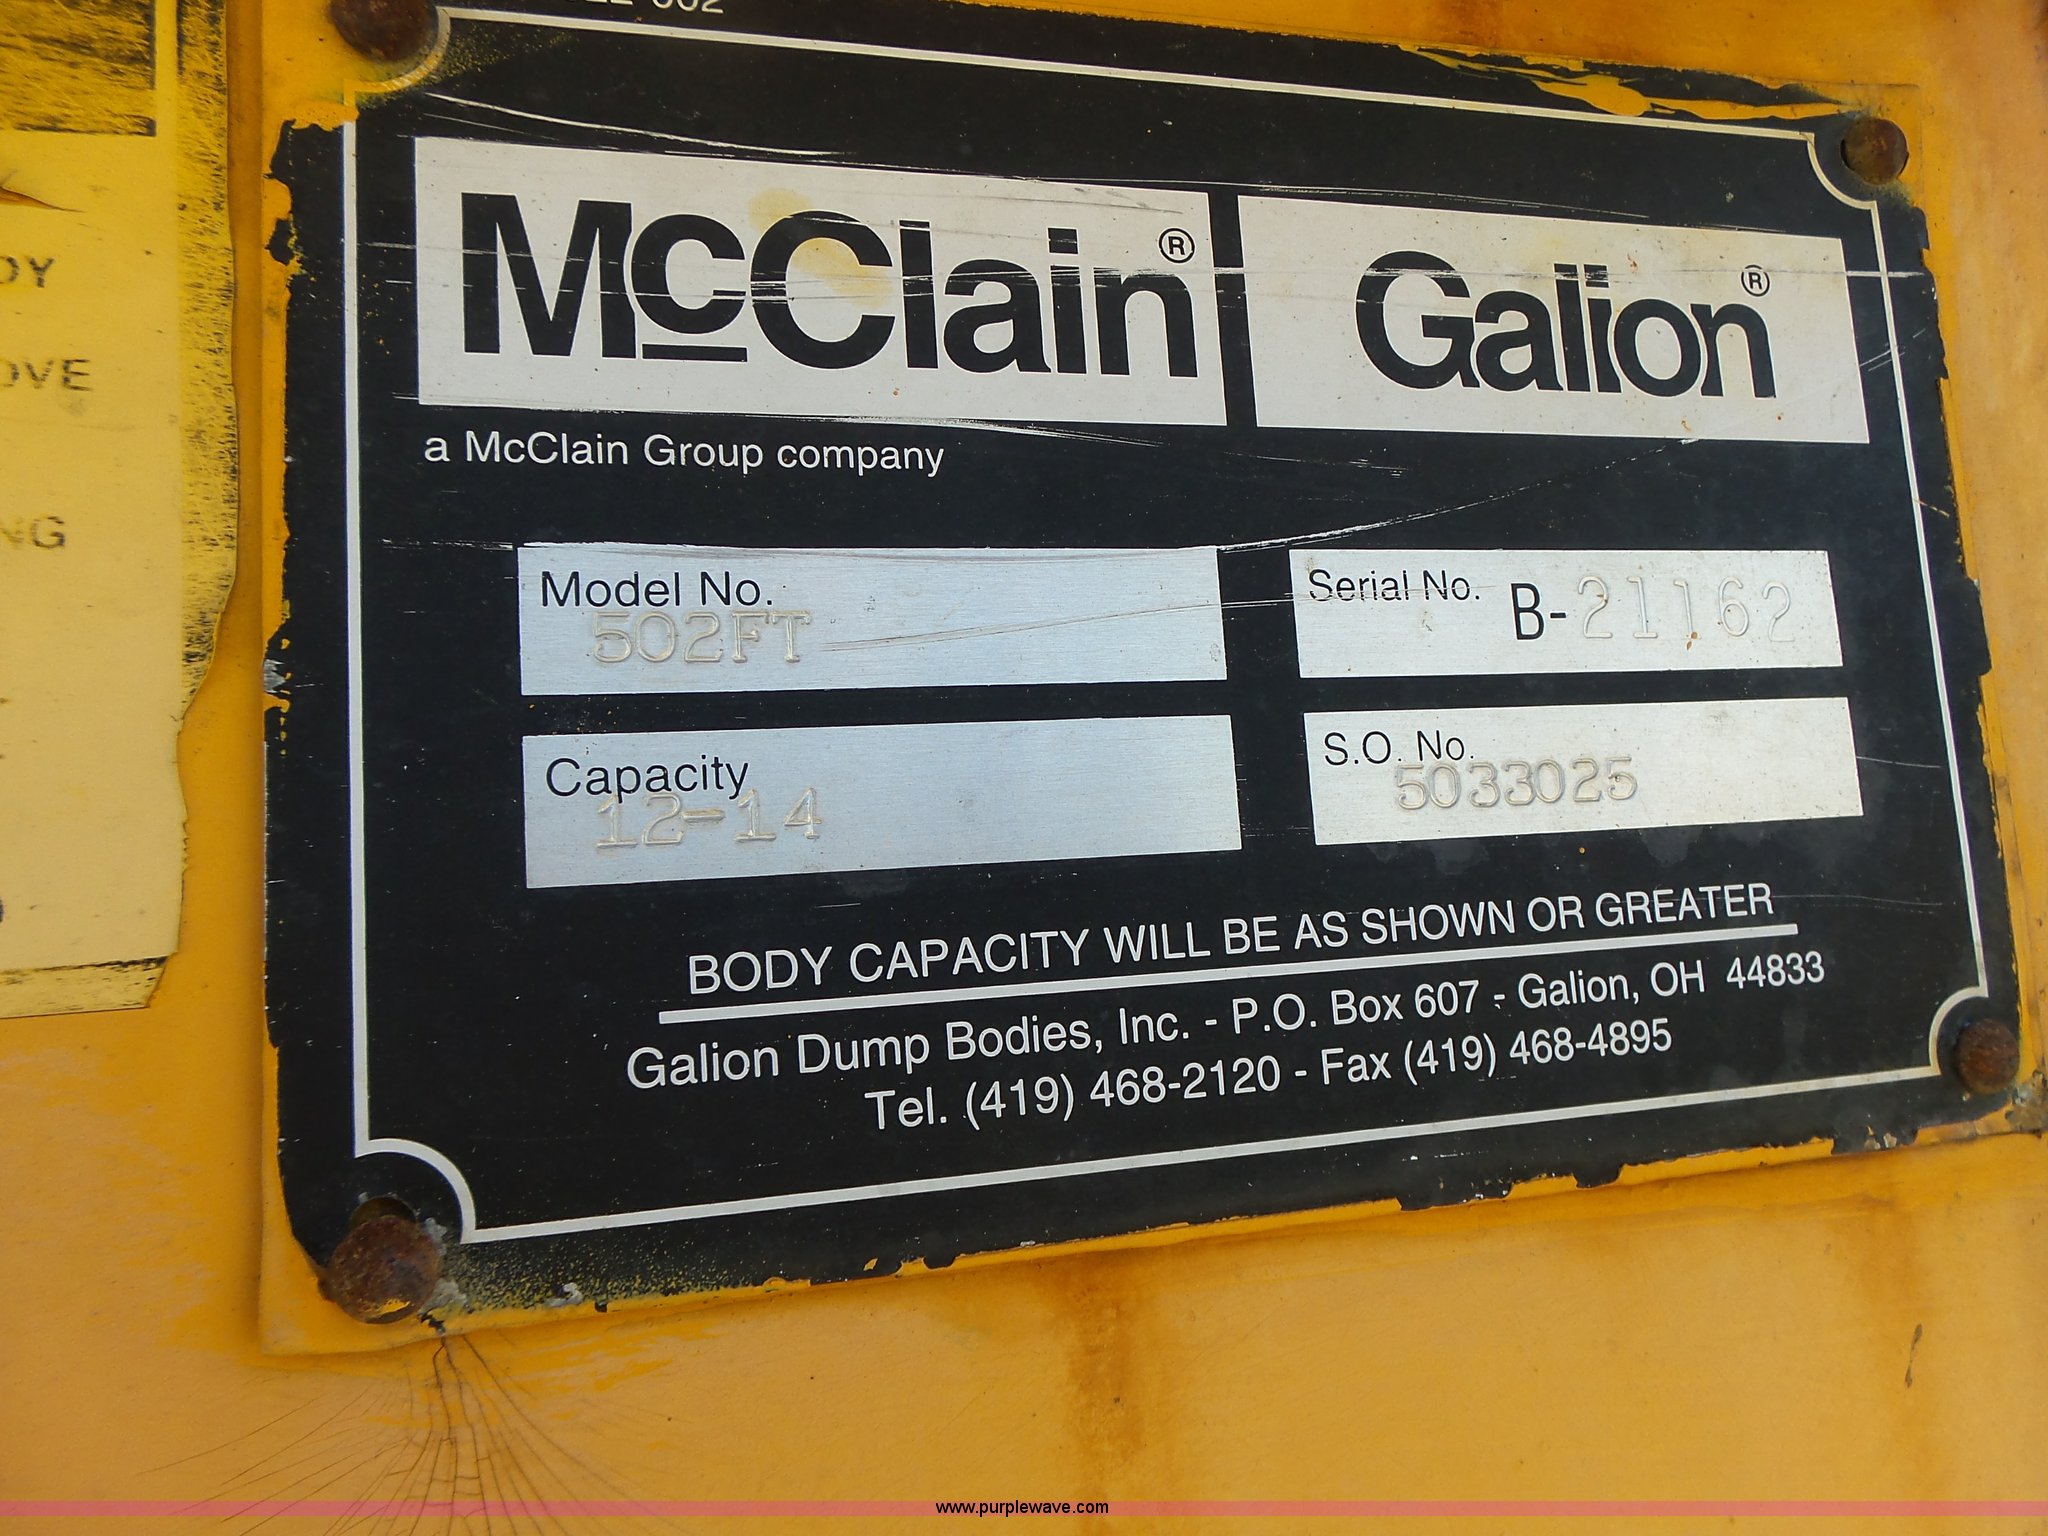 McClain® Galion®
a McClain Group company
Model No.
502FT
Serial No. B-21162
Capacity
12-14
S.O. No.
5033025
BODY CAPACITY WILL BE AS SHOWN OR GREATER
Galion Dump Bodies, Inc. - P.O. Box 607 - Galion, OH 44833
Tel. (419) 468-2120 - Fax (419) 468-4895
www.purplewave.com